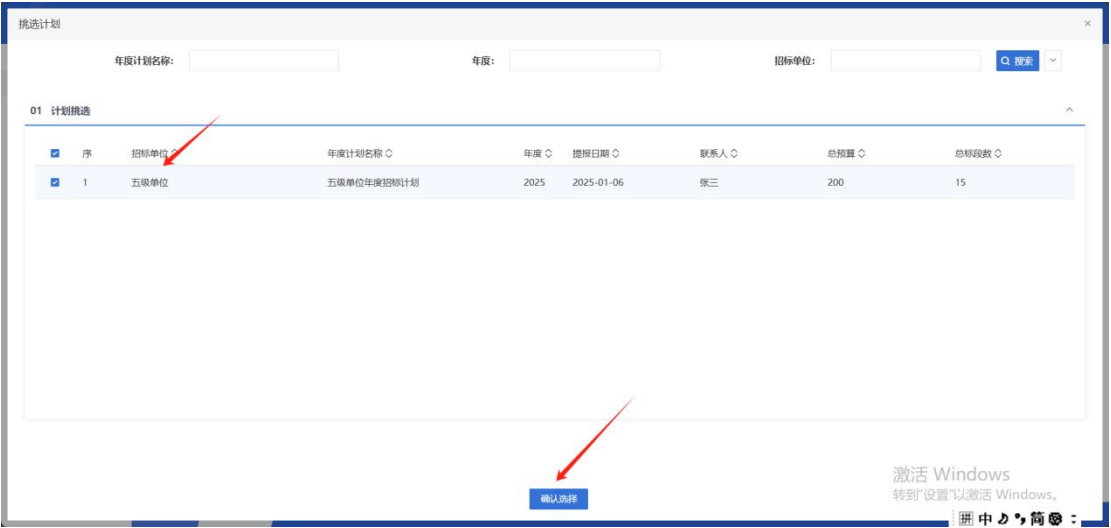 挑选计划
年度计划名称: 年度: 招标单位: 搜索
01 计划挑选
序 招标单位 年度计划名称 年度 提报日期 联系人 总预算 总标段数
1 五级单位 五级单位年度招标计划 2025 2025-01-06 张三 200 15
确认选择
激活 Windows
转到"设置"以激活 Windows。
拼 中 简